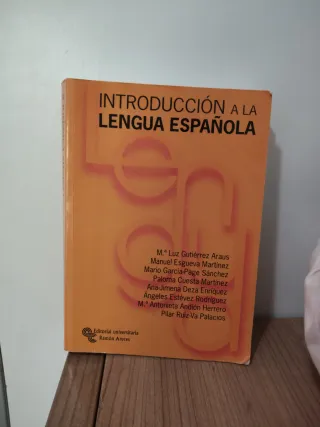 INTRODUCCIÓN A LA
LENGUA ESPAÑOLA
M.ª Luz Gutiérrez Araus
Manuel Esgueva Martínez
Mario García-Page Sánchez
Paloma Cuesta Martínez
Ana-Jimena Deza Enríquez
Ángeles Estévez Rodríguez
M.ª Antonieta Andión Herrero
Pilar Ruiz-Va Palacios
Editorial universitaria
Ramón Areces